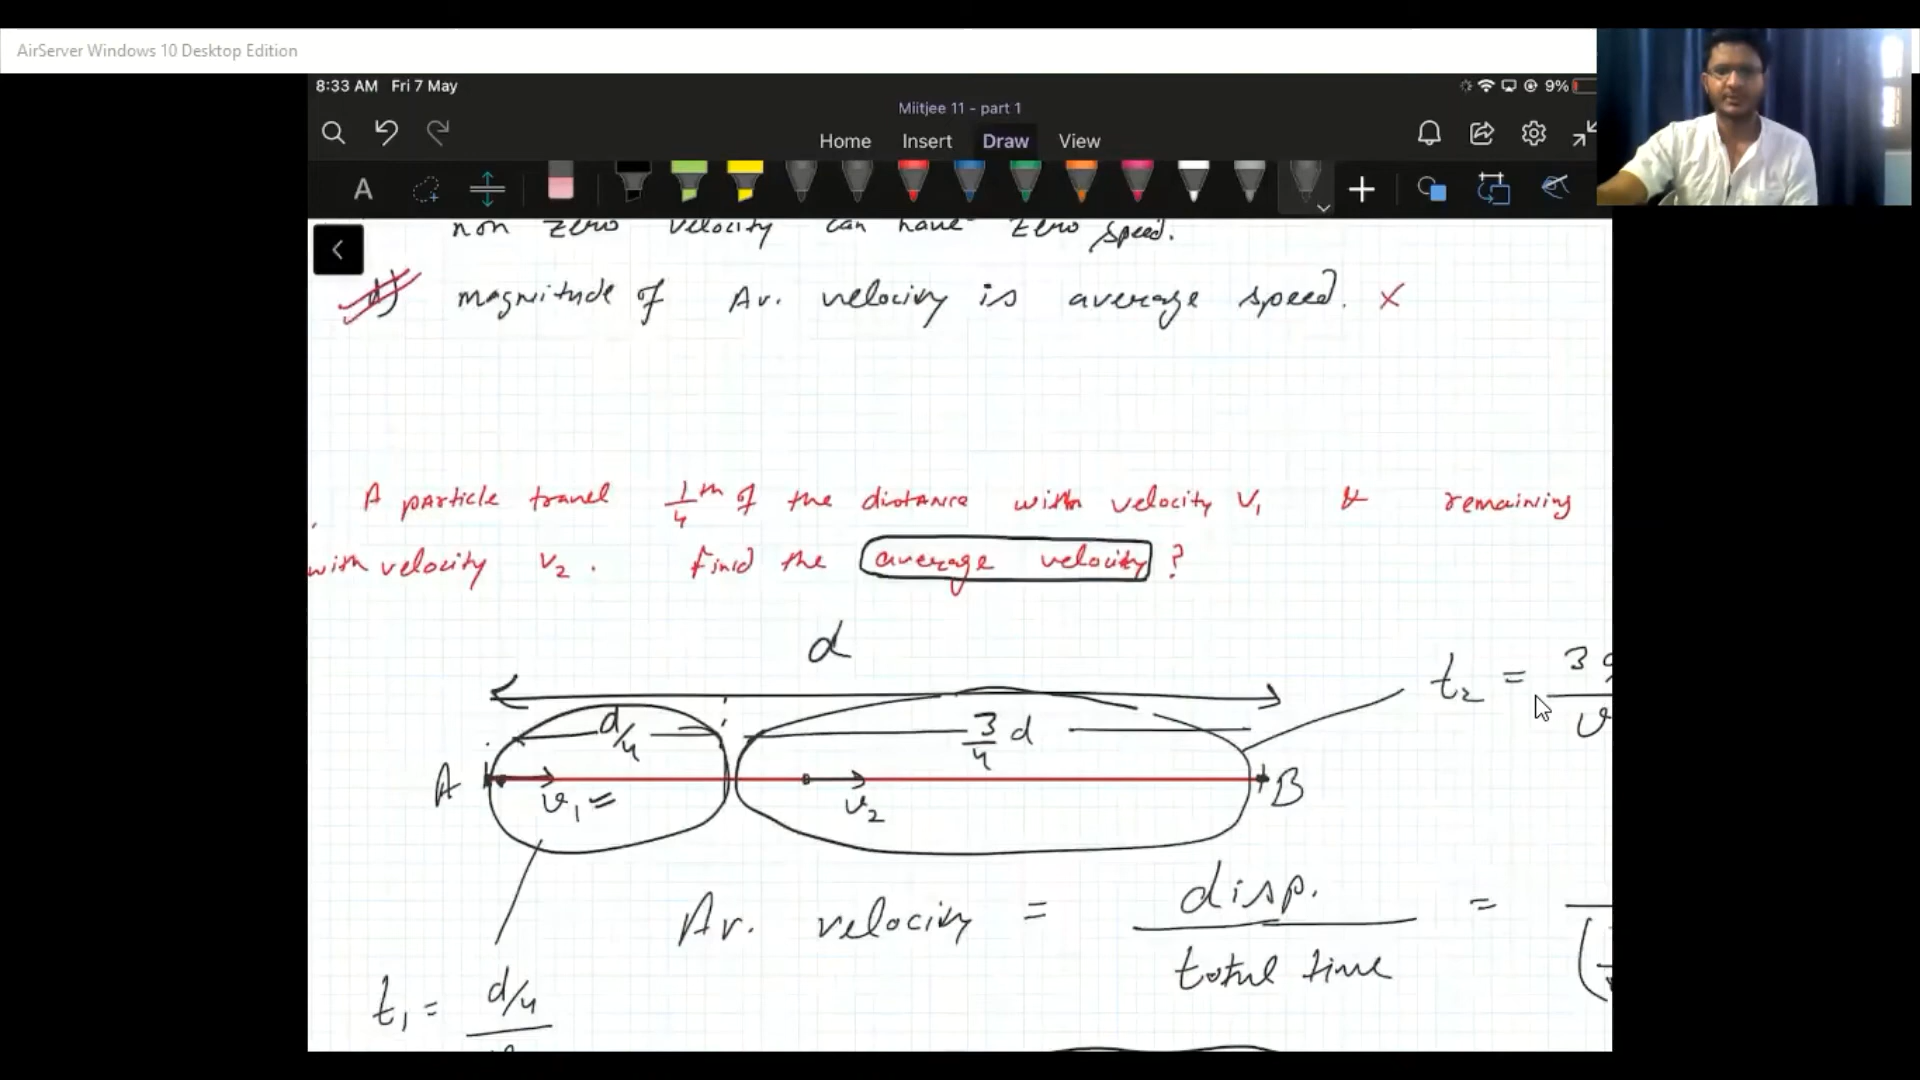 AirServer Windows 10 Desktop Edition
8:33 AM Fri 7 May
9%
Miitjee 11 - part 1
Home Insert Draw View
A
non zero velocity can have zero speed.
d) magnitude of Av. velocity is average speed. ×
A particle travel 1/4 th of the distance with velocity V1 & remaining
with velocity V2 . Find the average velocity ?
d
t2 = 3
d/4 3/4 d
A B
v1 = v2
Av. velocity = disp. / total time =
t1 = d/4